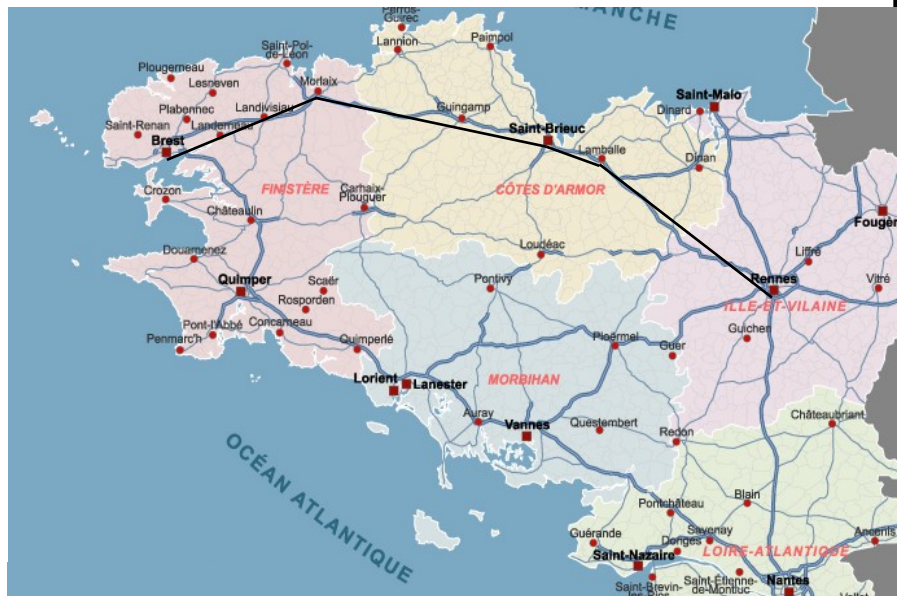 MANCHE
Perros-
Guirec
Lannion
Paimpol
Saint-Pol-
de-Léon
Plouguerneau
Lesneven
Morlaix
Plabennec
Landivisiau
Guingamp
Saint-Malo
Dinard
Saint-Renan
Landerneau
Saint-Brieuc
Brest
Lamballe
Dinan
Crozon
FINISTÈRE
Carhaix-
Plouguer
CÔTES D'ARMOR
Châteaulin
Fougèr
Douarnenez
Loudéac
Liffré
Quimper
Scaër
Pontivy
Rennes
Vitré
Rosporden
ILLE-ET-VILAINE
Pont-l'Abbé
Concarneau
Guichen
Penmarc'h
Quimperlé
Ploërmel
Guer
Lorient
Lanester
MORBIHAN
Auray
Vannes
Questembert
Châteaubriant
Redon
OCÉAN ATLANTIQUE
Blain
Pontchâteau
Guérande
Savenay
Ancenis
Donges
LOIRE-ATLANTIQUE
Saint-Nazaire
Saint-Brevin-
les-Pins
Saint-Étienne-
de-Montluc
Nantes